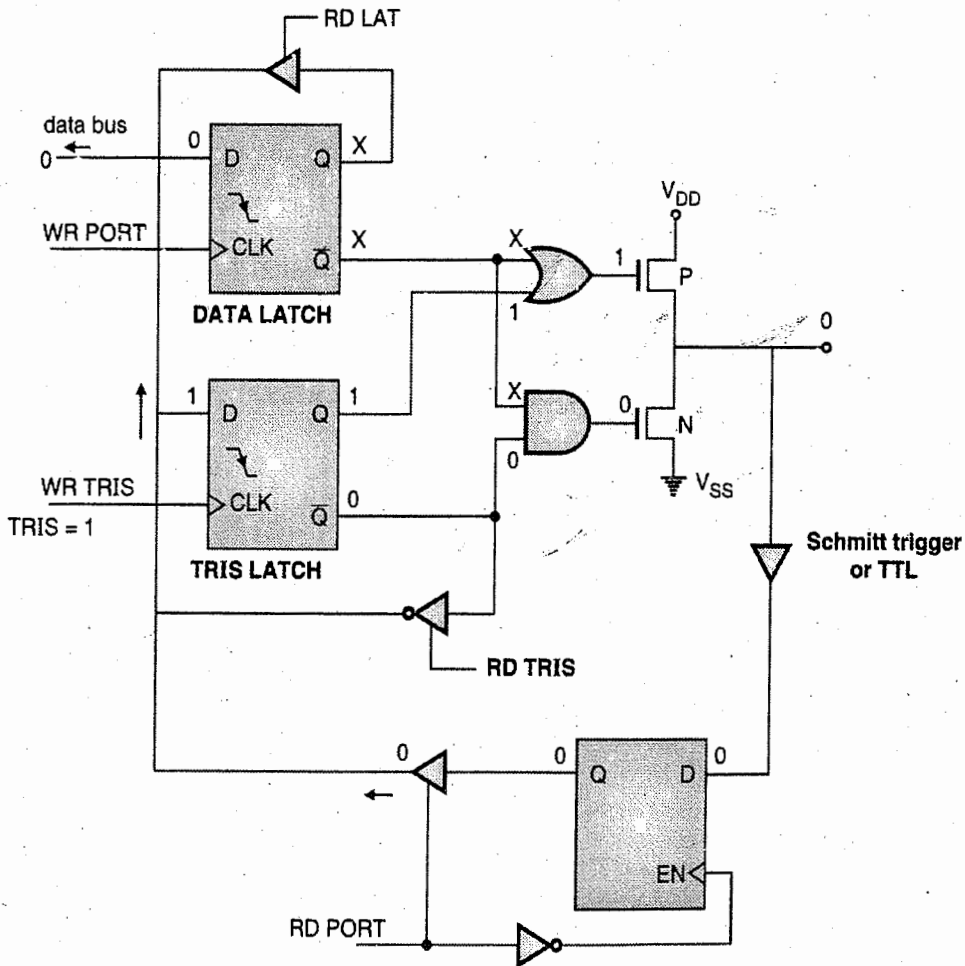 RD LAT
data bus
0
0
D
Q
X
WR PORT
CLK
Q̅
X
DATA LATCH
X
1
1
V_DD
P
0
1
D
Q
1
X
0
0
N
V_SS
WR TRIS
TRIS = 1
CLK
Q̅
0
TRIS LATCH
Schmitt trigger
or TTL
RD TRIS
0
0
Q
D
0
EN
RD PORT